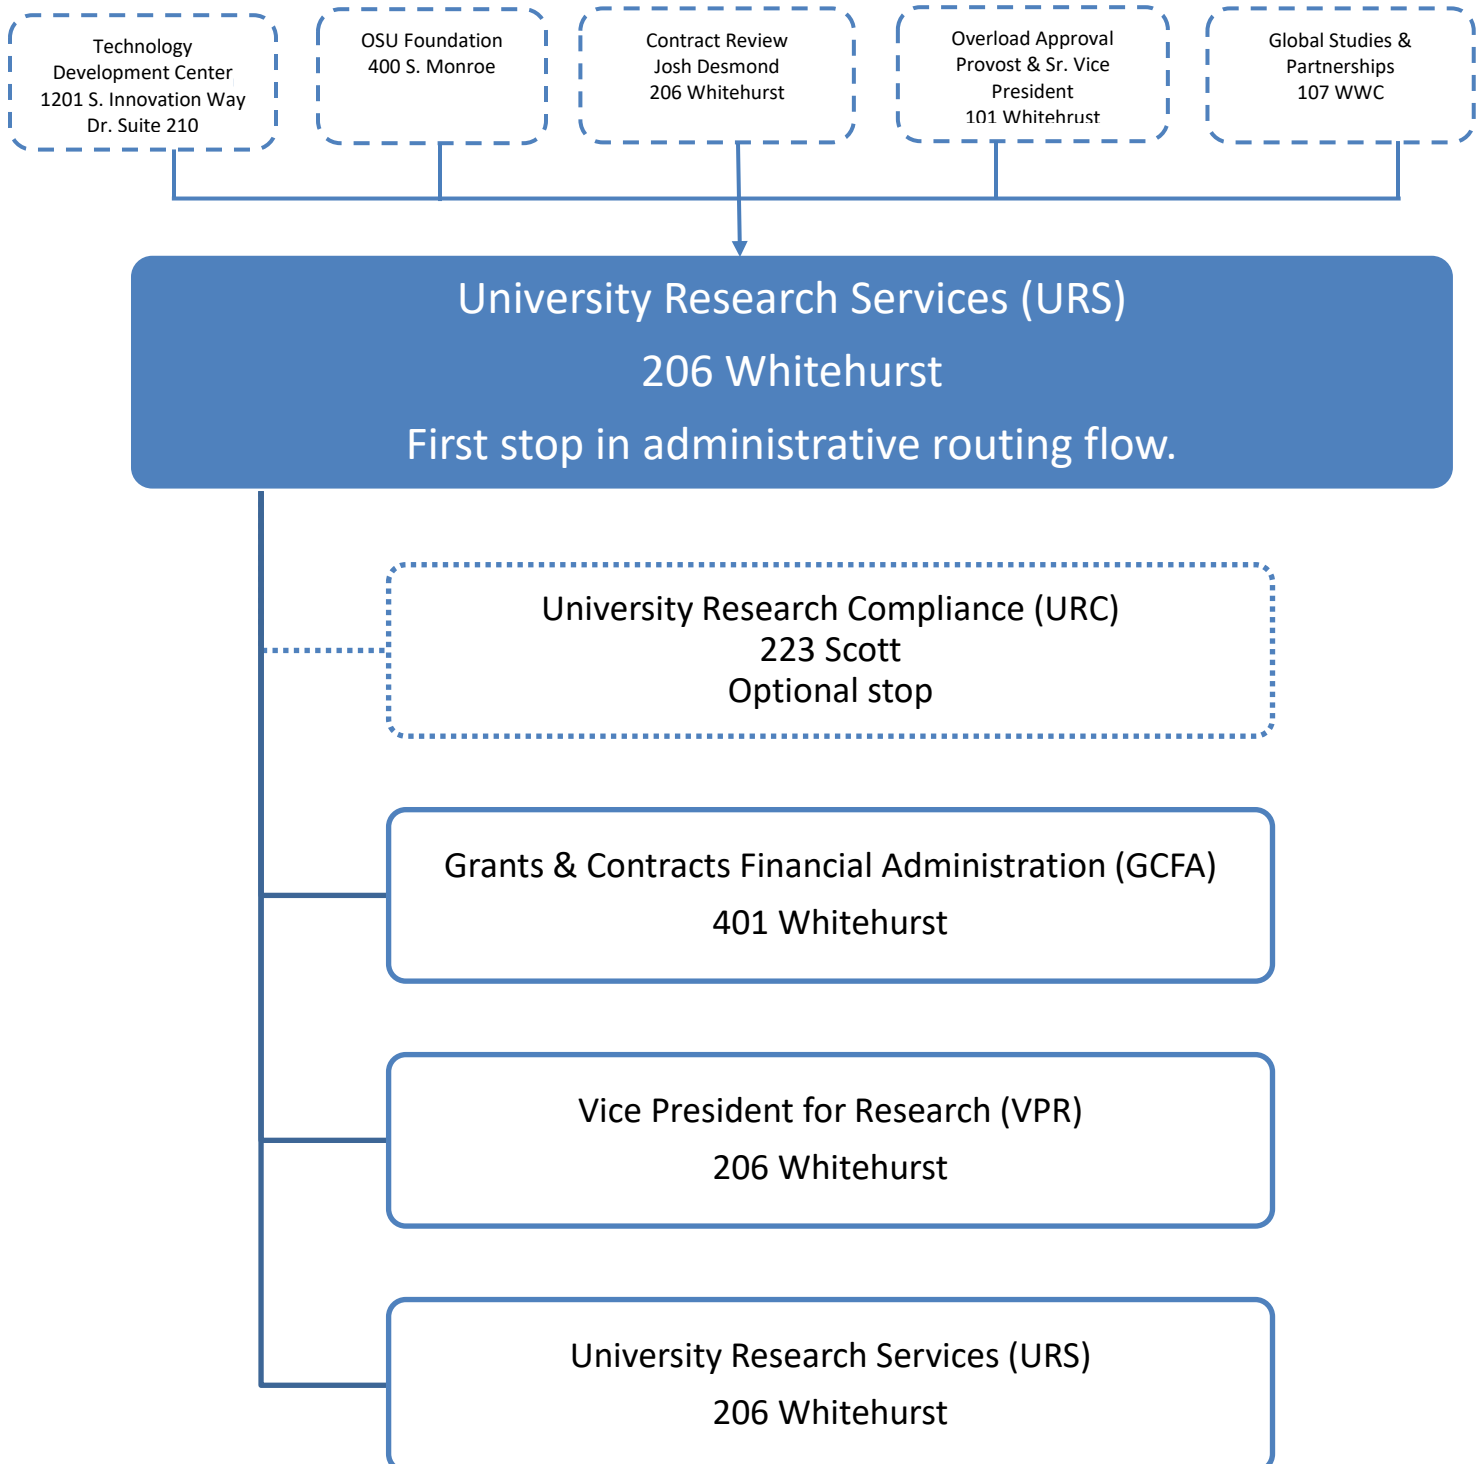 Technology
Development Center
1201 S. Innovation Way
Dr. Suite 210
OSU Foundation
400 S. Monroe
Contract Review
Josh Desmond
206 Whitehurst
Overload Approval
Provost & Sr. Vice
President
101 Whitehrust
Global Studies &
Partnerships
107 WWC
University Research Services (URS)
206 Whitehurst
First stop in administrative routing flow.
University Research Compliance (URC)
223 Scott
Optional stop
Grants & Contracts Financial Administration (GCFA)
401 Whitehurst
Vice President for Research (VPR)
206 Whitehurst
University Research Services (URS)
206 Whitehurst